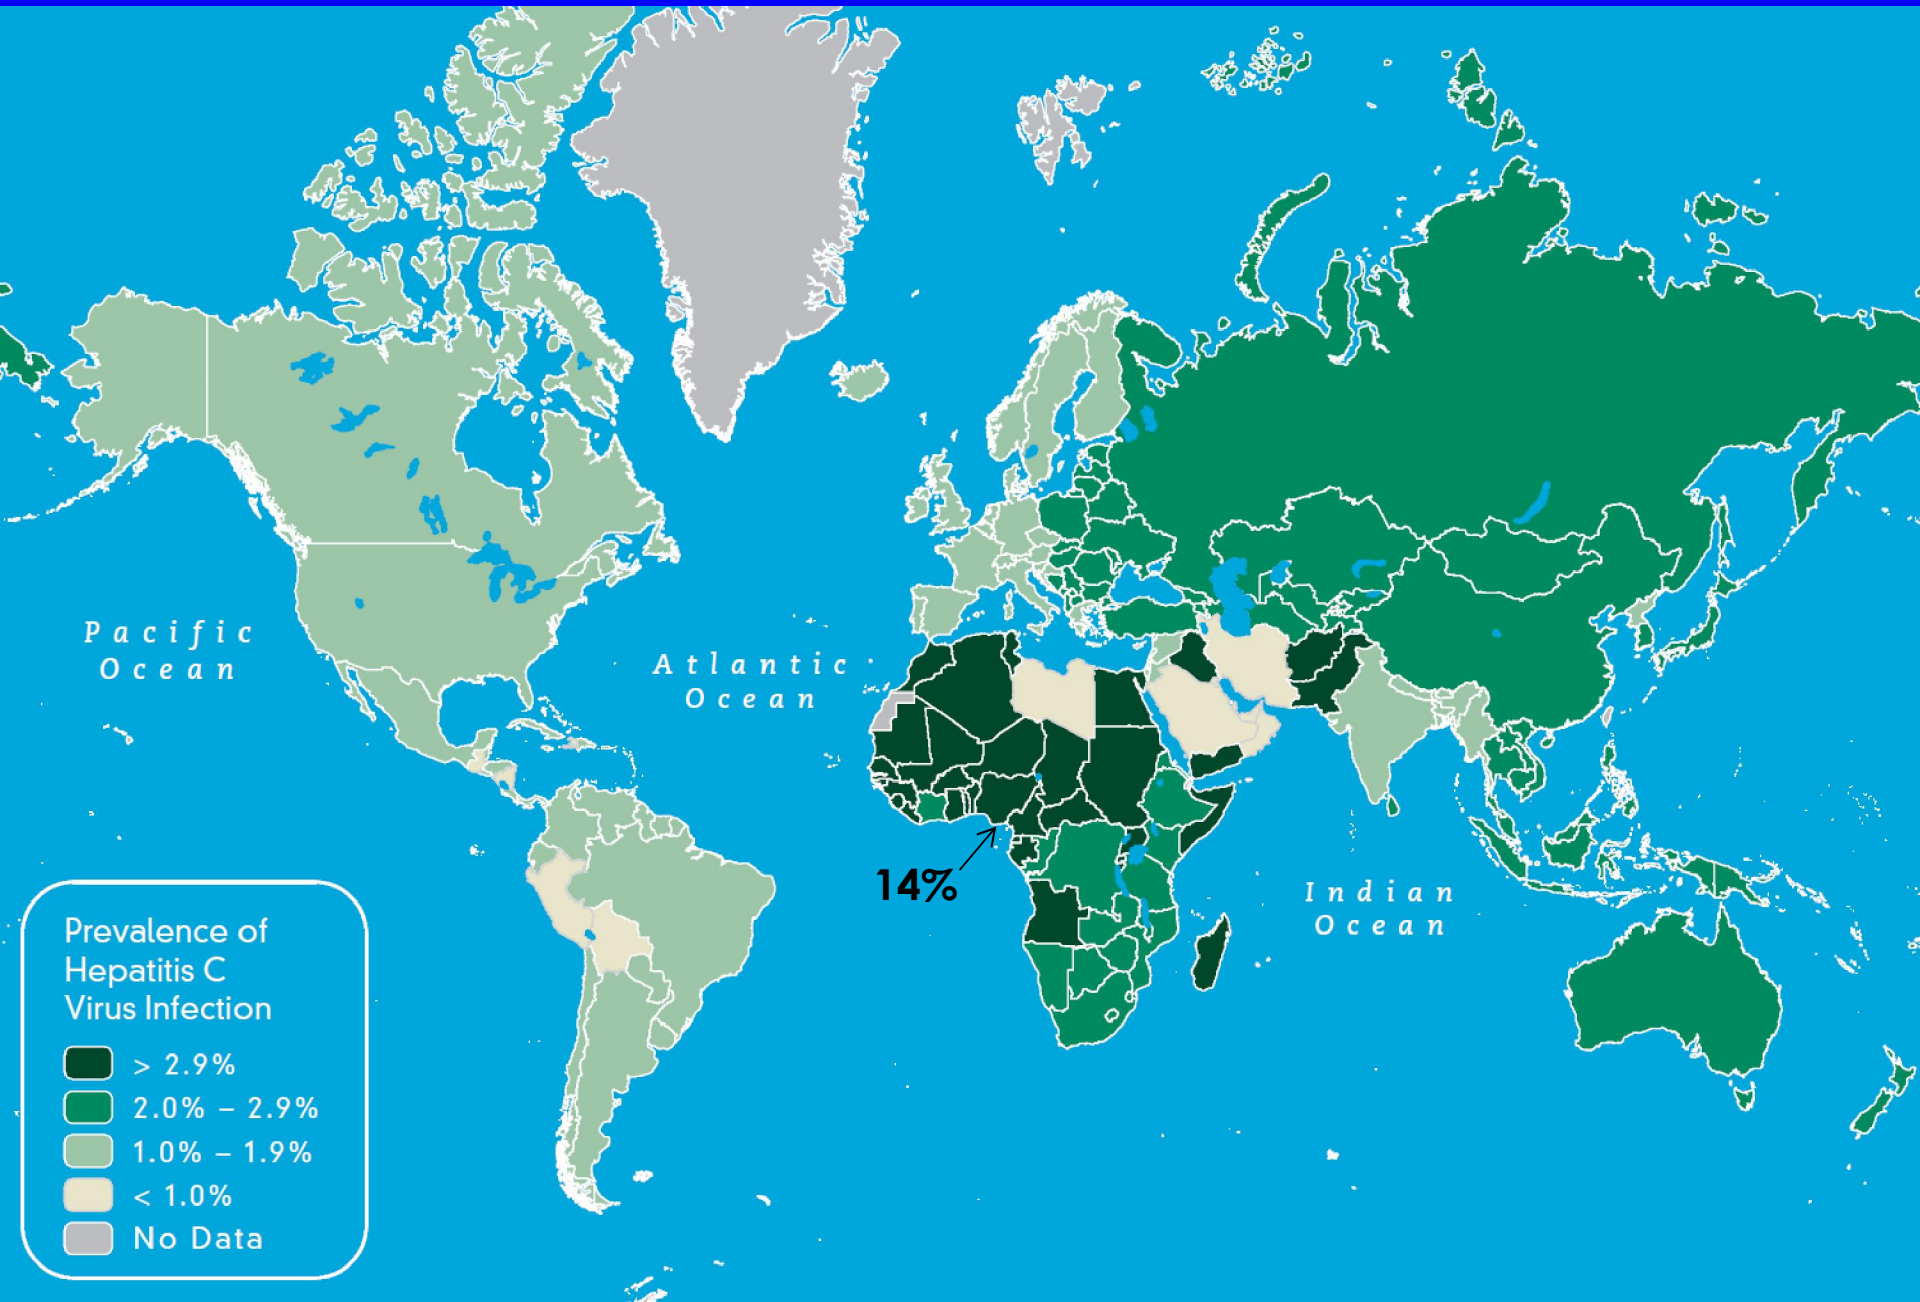 Pacific
Ocean
Atlantic
Ocean
14%
Indian
Ocean
Prevalence of
Hepatitis C
Virus Infection
> 2.9%
2.0% – 2.9%
1.0% – 1.9%
< 1.0%
No Data